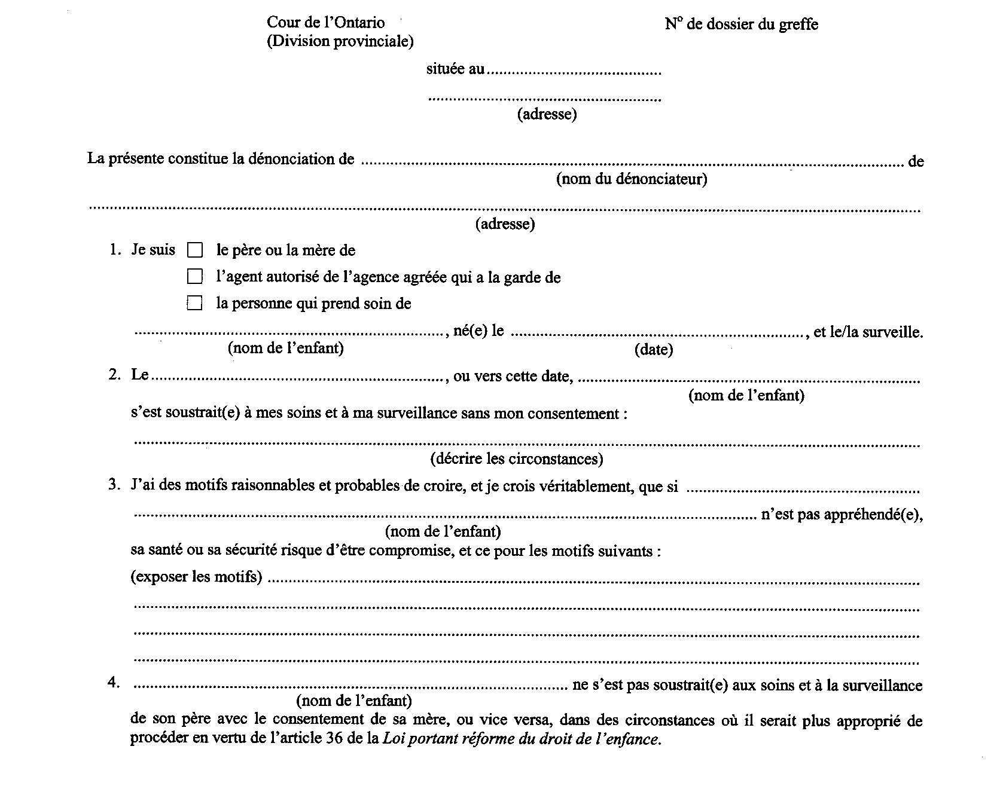 Cour de l'Ontario
N° de dossier du greffe
(Division provinciale)
située au ..........................................
........................................................
(adresse)
La présente constitue la dénonciation de .................................................................................................................................. de
(nom du dénonciateur)
........................................................................................................................................................................................................
(adresse)
1. Je suis ☐ le père ou la mère de
☐ l'agent autorisé de l'agence agréée qui a la garde de
☐ la personne qui prend soin de
.........................................................................., né(e) le ......................................................................, et le/la surveille.
(nom de l'enfant)
(date)
2. Le ......................................................................, ou vers cette date, ..................................................................................
(nom de l'enfant)
s'est soustrait(e) à mes soins et à ma surveillance sans mon consentement :
............................................................................................................................................................................................
(décrire les circonstances)
3. J'ai des motifs raisonnables et probables de croire, et je crois véritablement, que si ........................................................
...................................................................................................................................................... n'est pas appréhendé(e),
(nom de l'enfant)
sa santé ou sa sécurité risque d'être compromise, et ce pour les motifs suivants :
(exposer les motifs) ............................................................................................................................................................
............................................................................................................................................................................................
............................................................................................................................................................................................
............................................................................................................................................................................................
4. ........................................................................................................ ne s'est pas soustrait(e) aux soins et à la surveillance
(nom de l'enfant)
de son père avec le consentement de sa mère, ou vice versa, dans des circonstances où il serait plus approprié de
procéder en vertu de l'article 36 de la Loi portant réforme du droit de l'enfance.